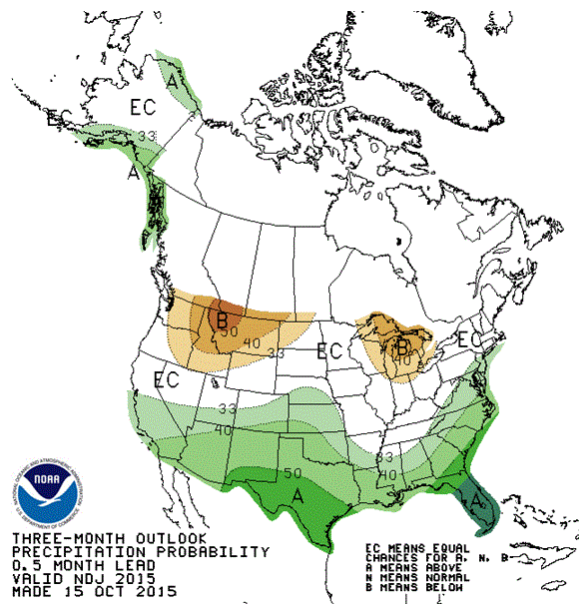 A
EC
EC
33
A
B
50
40
33
EC
B
40
EC
EC
33
40
50
A
33
40
A
NOAA
THREE-MONTH OUTLOOK
PRECIPITATION PROBABILITY
0.5 MONTH LEAD
VALID NDJ 2015
MADE 15 OCT 2015
EC MEANS EQUAL
CHANCES FOR A, N, B
A MEANS ABOVE
N MEANS NORMAL
B MEANS BELOW